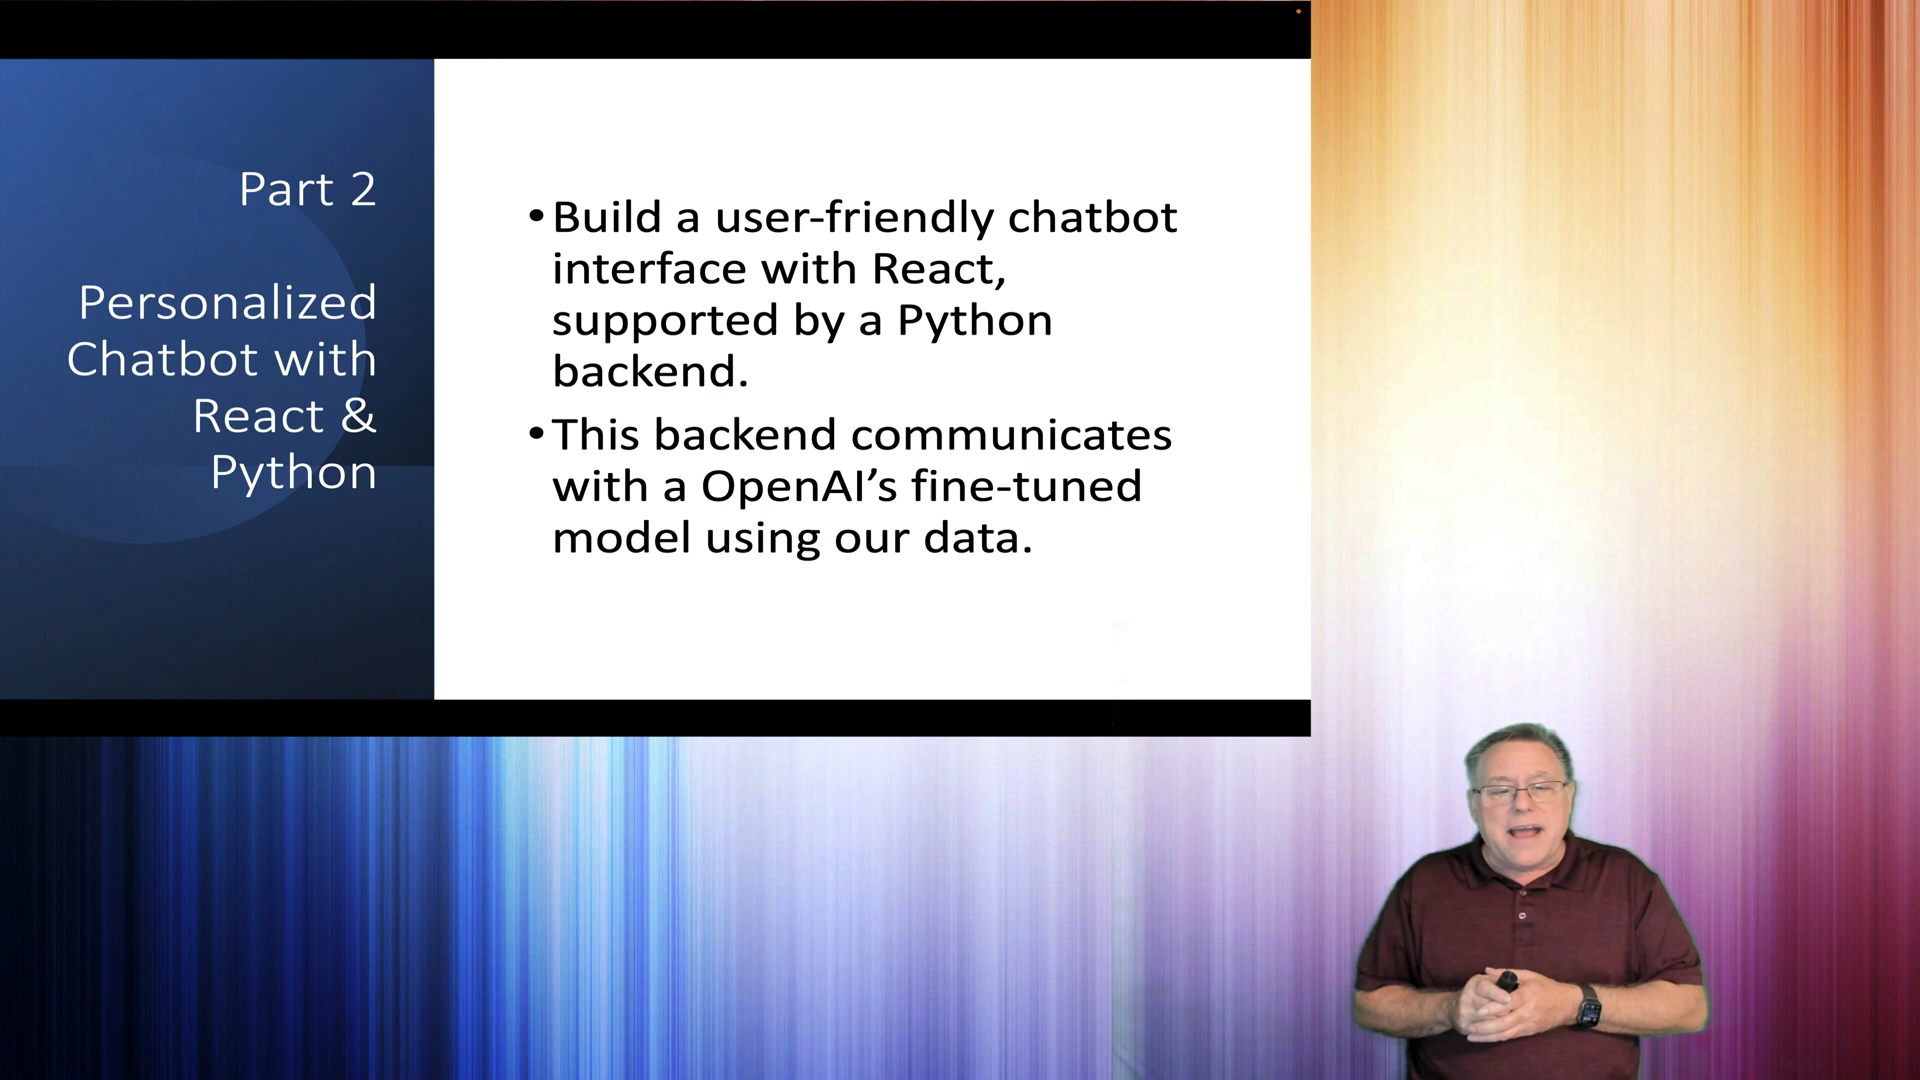 Part 2
Personalized
Chatbot with
React &
Python
•Build a user-friendly chatbot
interface with React,
supported by a Python
backend.
•This backend communicates
with a OpenAI’s fine-tuned
model using our data.